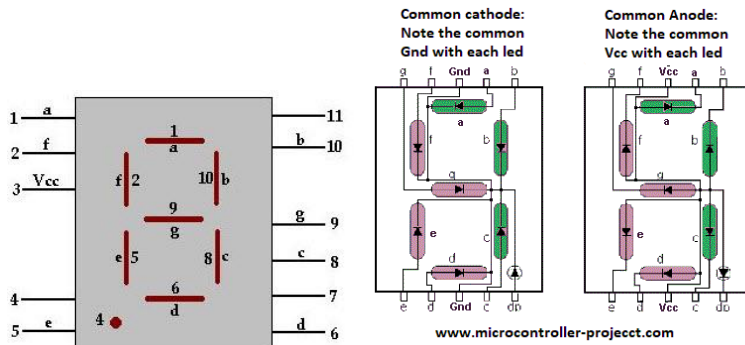 Common cathode:
Note the common
Gnd with each led
Common Anode:
Note the common
Vcc with each led
g f Gnd a b
g f Vcc a b
a
f b
g
e c
d
e d Gnd c dp
a
f b
g
e c
d
e d Vcc c dp
1 a
2 f
3 Vcc
4
5 e
11
10 b
9 g
8 c
7
6 d
1
a
f 2 10 b
9
g
e 5 8 c
6
d
4
www.microcontroller-projecct.com